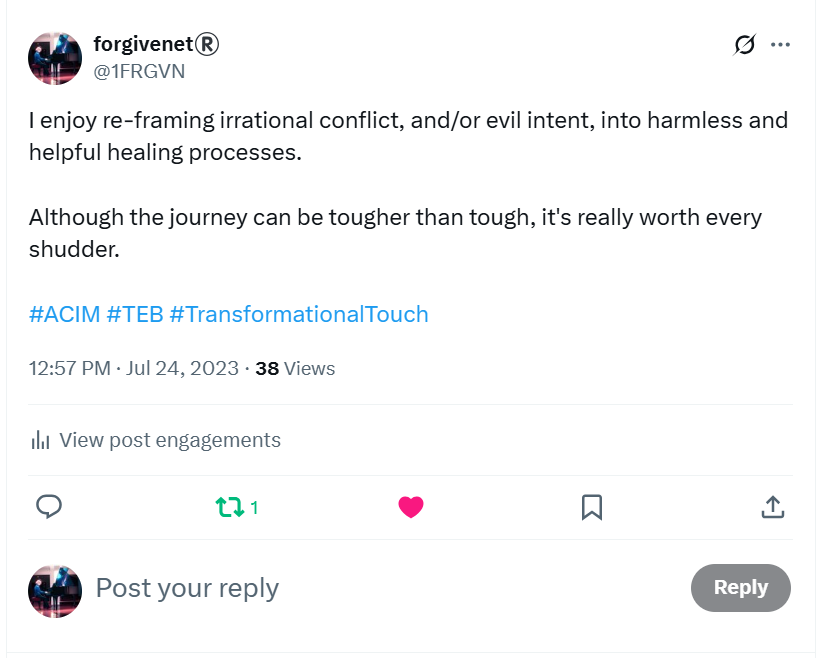 forgivenet®
@1FRGVN
I enjoy re-framing irrational conflict, and/or evil intent, into harmless and
helpful healing processes.
Although the journey can be tougher than tough, it's really worth every
shudder.
#ACIM #TEB #TransformationalTouch
12:57 PM · Jul 24, 2023 · 38 Views
View post engagements
1
Post your reply
Reply